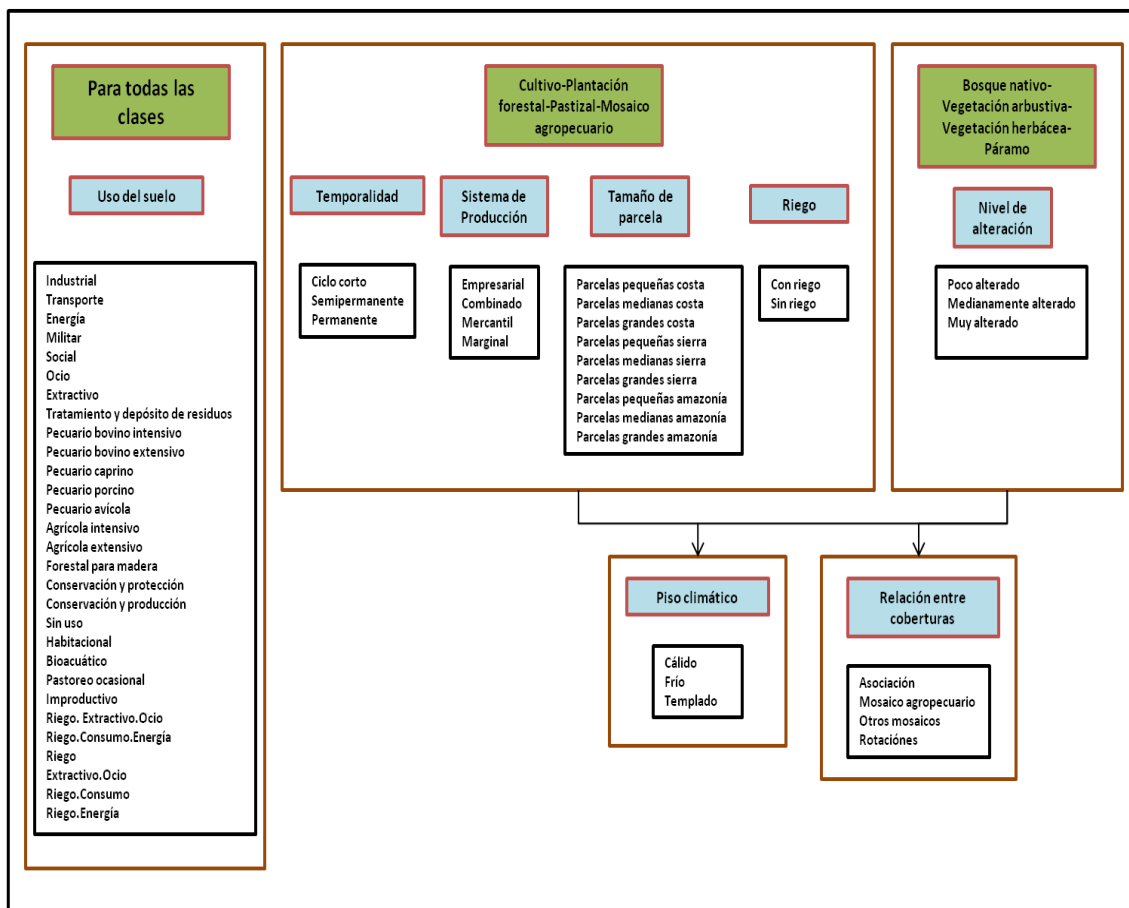 Para todas las
clases
Uso del suelo
Industrial
Transporte
Energía
Militar
Social
Ocio
Extractivo
Tratamiento y depósito de residuos
Pecuario bovino intensivo
Pecuario bovino extensivo
Pecuario caprino
Pecuario porcino
Pecuario avícola
Agrícola intensivo
Agrícola extensivo
Forestal para madera
Conservación y protección
Conservación y producción
Sin uso
Habitacional
Bioacuático
Pastoreo ocasional
Improductivo
Riego. Extractivo.Ocio
Riego.Consumo.Energía
Riego
Extractivo.Ocio
Riego.Consumo
Riego.Energía
Cultivo-Plantación
forestal-Pastizal-Mosaico
agropecuario
Temporalidad
Ciclo corto
Semipermanente
Permanente
Sistema de
Producción
Empresarial
Combinado
Mercantil
Marginal
Tamaño de
parcela
Parcelas pequeñas costa
Parcelas medianas costa
Parcelas grandes costa
Parcelas pequeñas sierra
Parcelas medianas sierra
Parcelas grandes sierra
Parcelas pequeñas amazonía
Parcelas medianas amazonía
Parcelas grandes amazonía
Riego
Con riego
Sin riego
Bosque nativo-
Vegetación arbustiva-
Vegetación herbácea-
Páramo
Nivel de
alteración
Poco alterado
Medianamente alterado
Muy alterado
Piso climático
Cálido
Frío
Templado
Relación entre
coberturas
Asociación
Mosaico agropecuario
Otros mosaicos
Rotaciónes